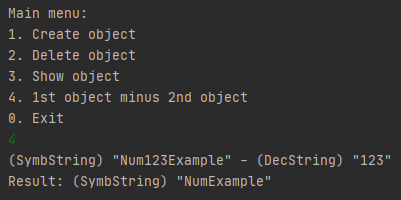 Main menu:
1. Create object
2. Delete object
3. Show object
4. 1st object minus 2nd object
0. Exit
4
(SymbString) "Num123Example" - (DecString) "123"
Result: (SymbString) "NumExample"